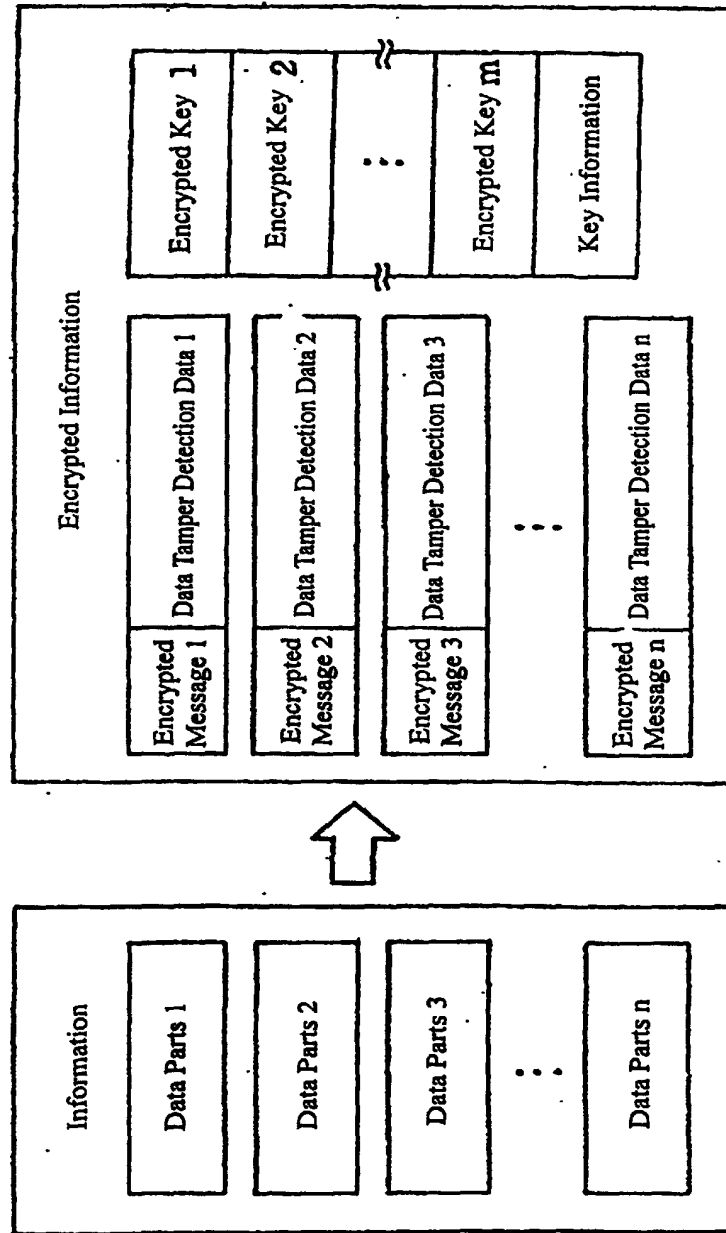 Information
Data Parts 1
Data Parts 2
Data Parts 3
Data Parts n
Encrypted Information
Encrypted
Message 1
Data Tamper Detection Data 1
Encrypted
Message 2
Data Tamper Detection Data 2
Encrypted
Message 3
Data Tamper Detection Data 3
Encrypted
Message n
Data Tamper Detection Data n
Encrypted Key 1
Encrypted Key 2
Encrypted Key m
Key Information